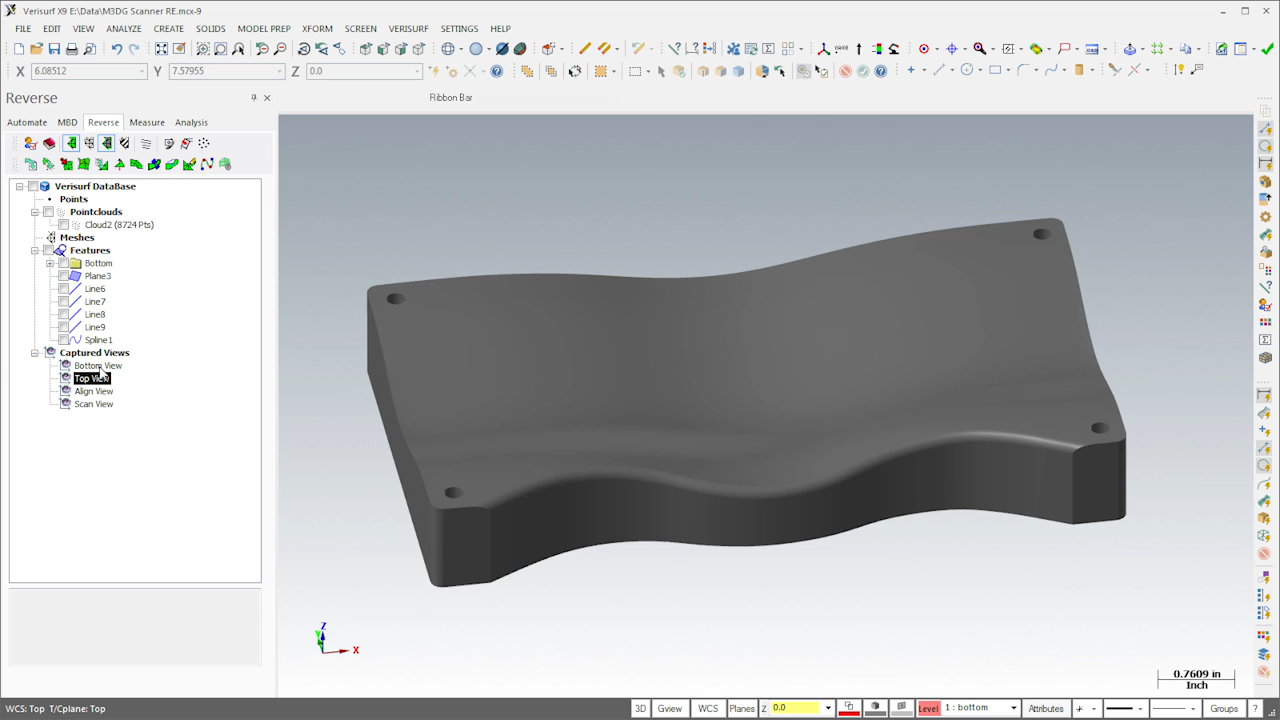 Verisurf X9 E:\Data\M3DG Scanner RE.mcx-9
FILE EDIT VIEW ANALYZE CREATE SOLIDS MODEL PREP XFORM SCREEN VERISURF SETTINGS HELP
X 6.08512 Y 7.57955 Z 0.0
Reverse
Ribbon Bar
Automate MBD Reverse Measure Analysis
Verisurf DataBase
Points
Pointclouds
Cloud2 (8724 Pts)
Meshes
Features
Bottom
Plane3
Line6
Line7
Line8
Line9
Spline1
Captured Views
Bottom View
Top View
Align View
Scan View
Z
Y
X
0.7609 in
Inch
WCS: Top T/Cplane: Top
3D Gview WCS Planes Z 0.0 Level 1 : bottom Attributes Groups ?